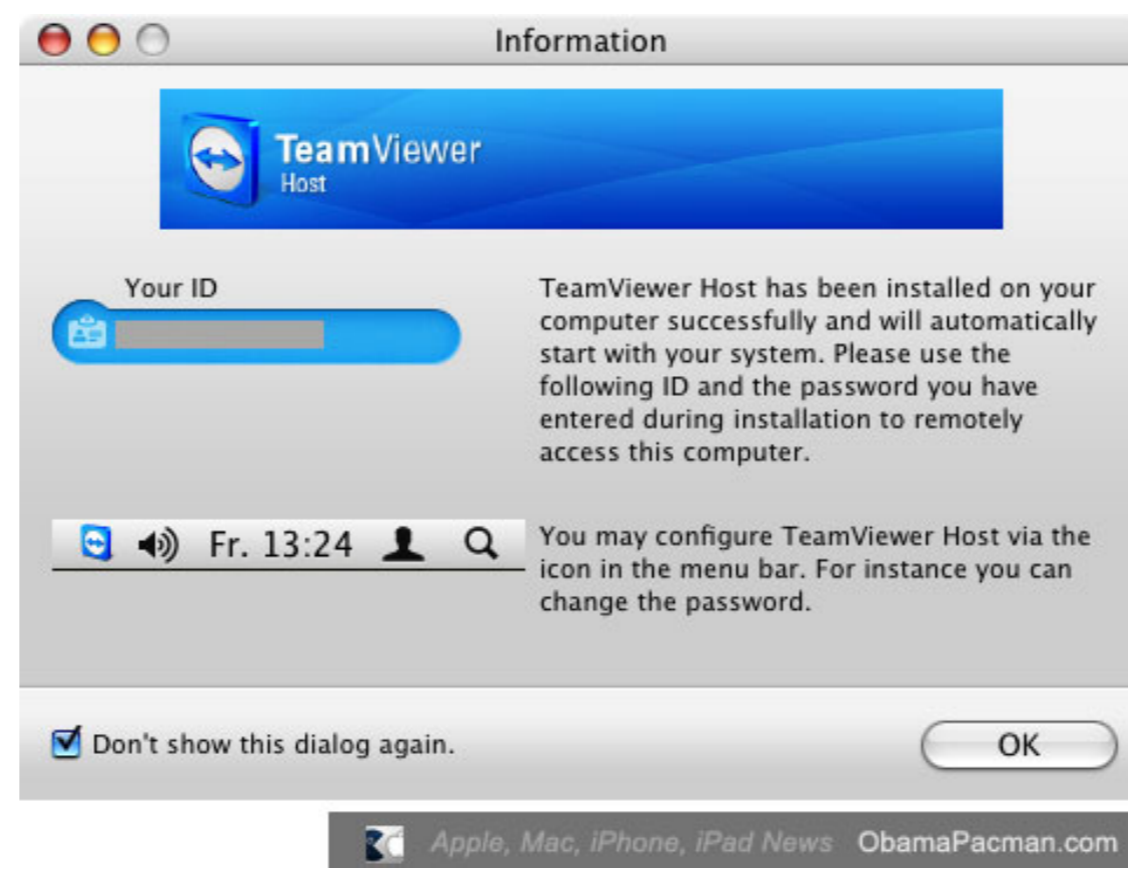 Information
TeamViewer
Host
Your ID
TeamViewer Host has been installed on your
computer successfully and will automatically
start with your system. Please use the
following ID and the password you have
entered during installation to remotely
access this computer.
Fr. 13:24
You may configure TeamViewer Host via the
icon in the menu bar. For instance you can
change the password.
Don't show this dialog again.
OK
Apple, Mac, iPhone, iPad News ObamaPacman.com